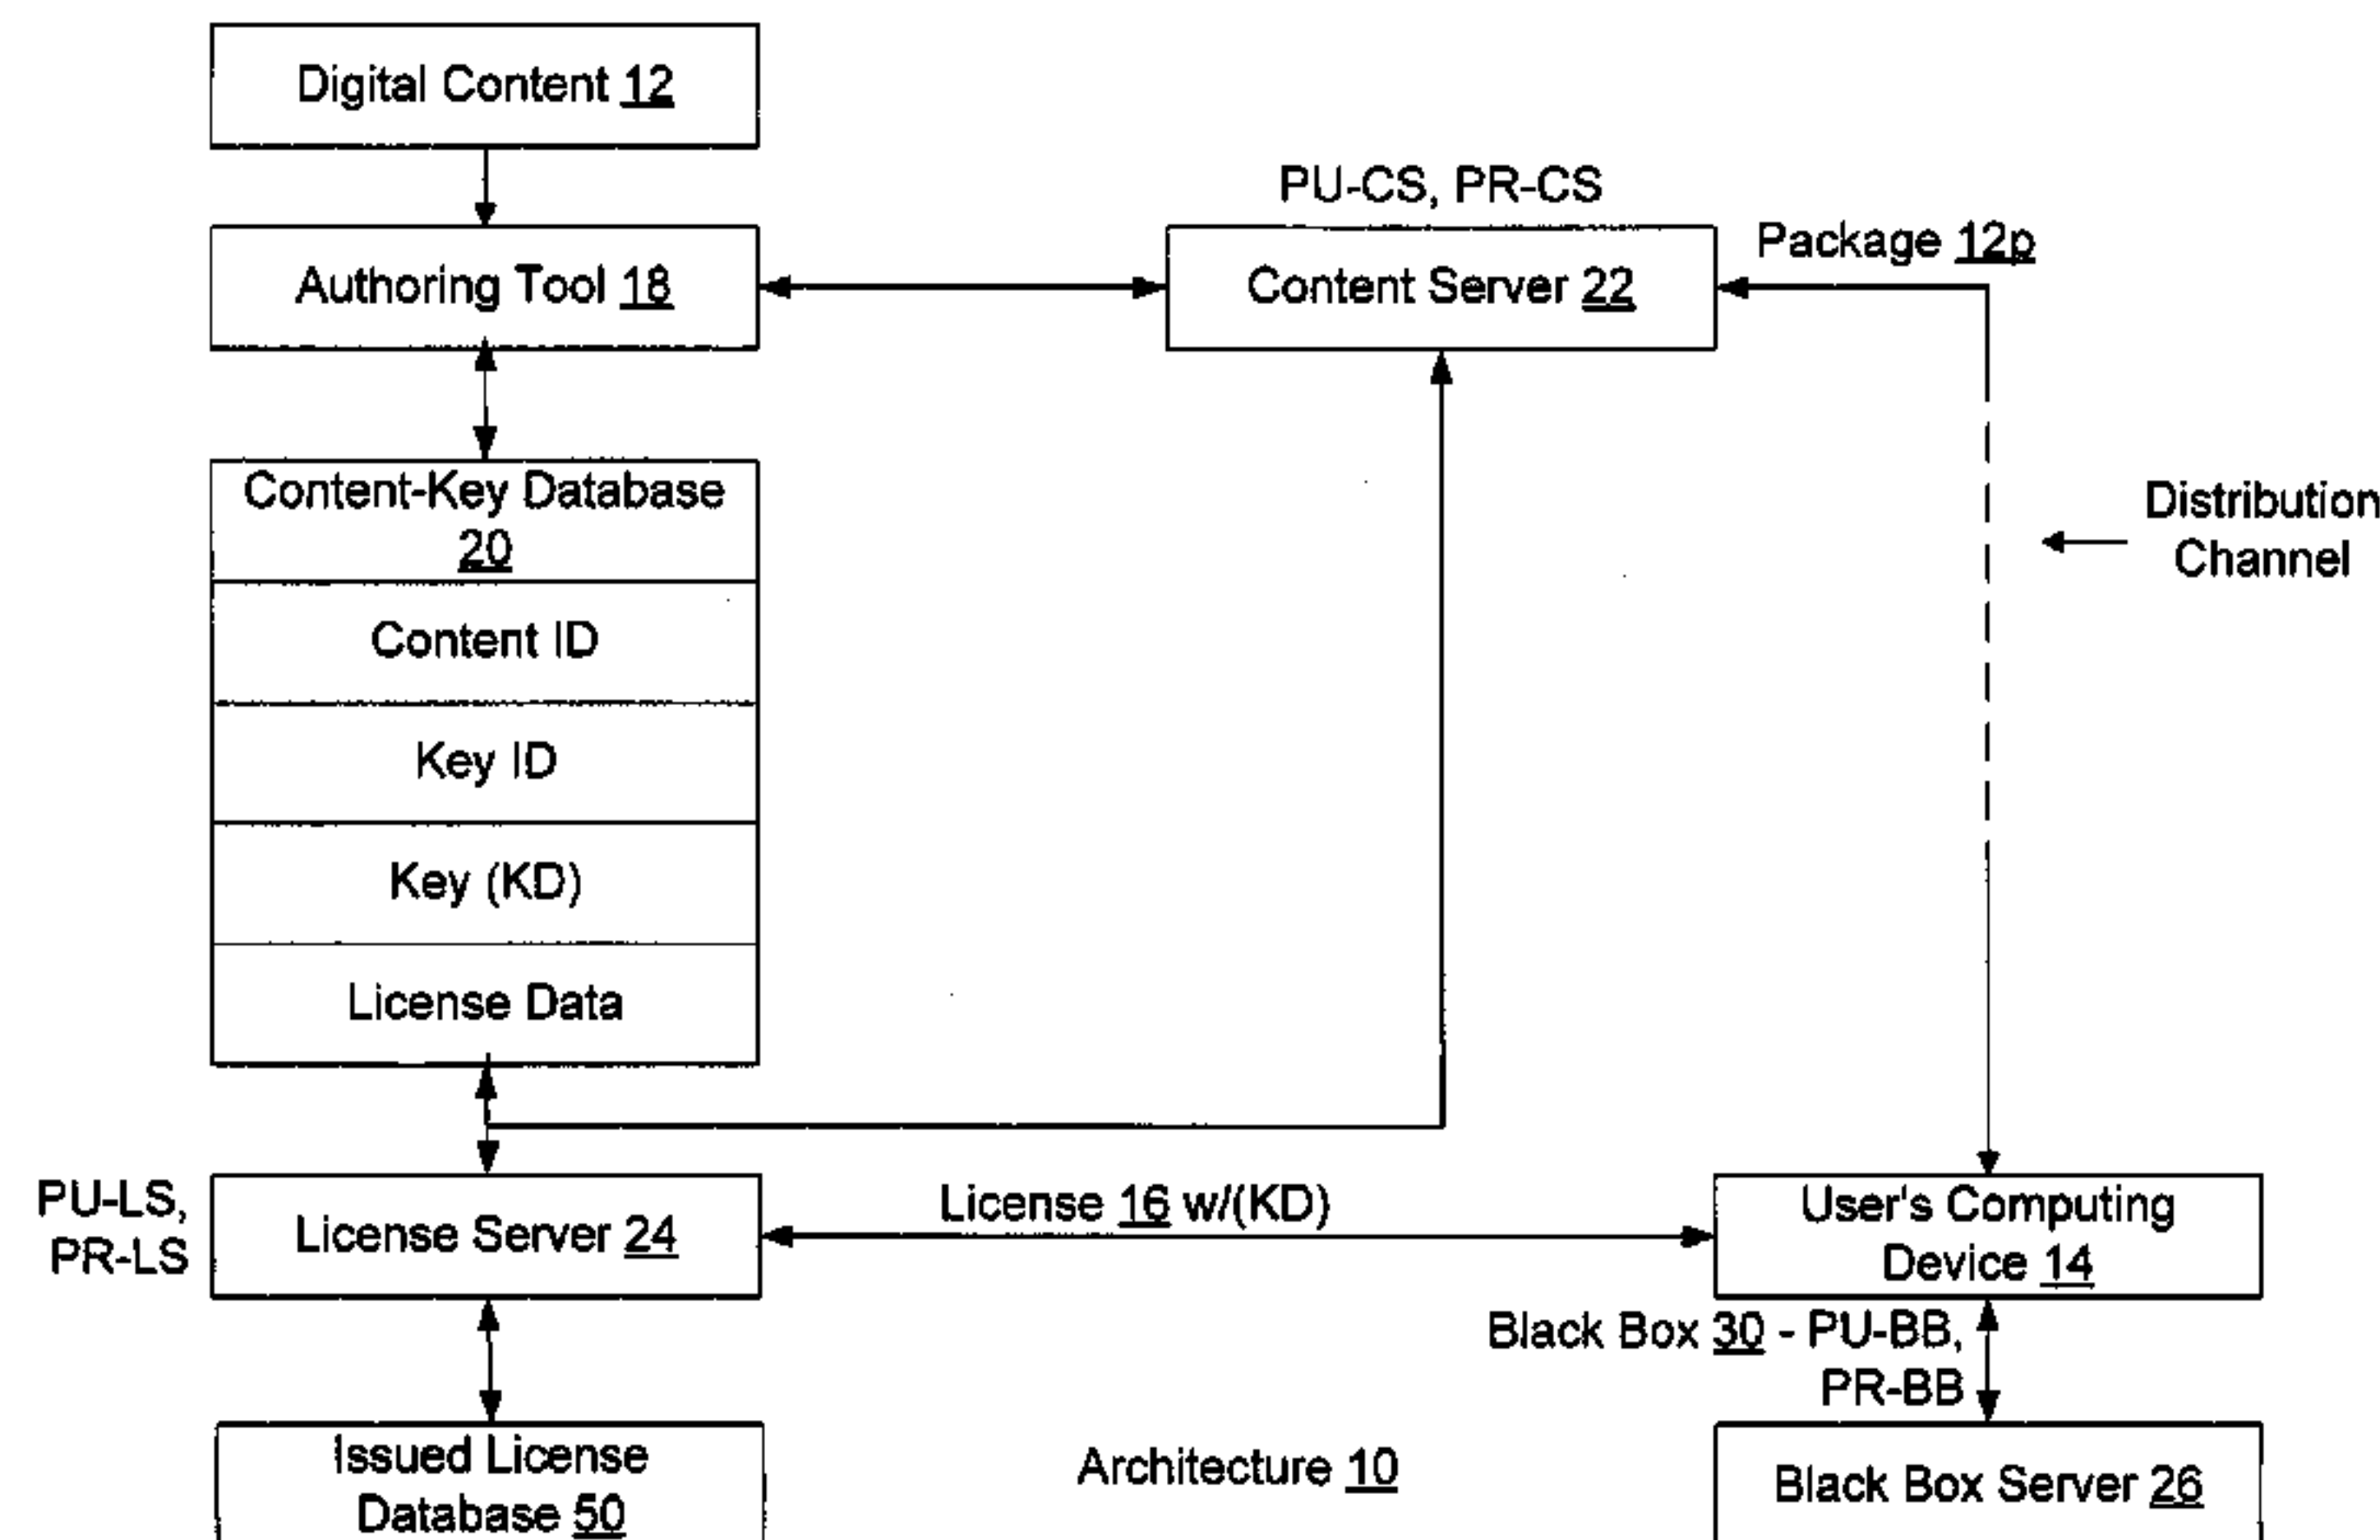 Digital Content 12
PU-CS, PR-CS
Package 12p
Authoring Tool 18
Content Server 22
Distribution
Channel
Content-Key Database
20
Content ID
Key ID
Key (KD)
License Data
PU-LS,
PR-LS
License Server 24
License 16 w/(KD)
User's Computing
Device 14
Black Box 30 - PU-BB,
PR-BB
Issued License
Database 50
Architecture 10
Black Box Server 26